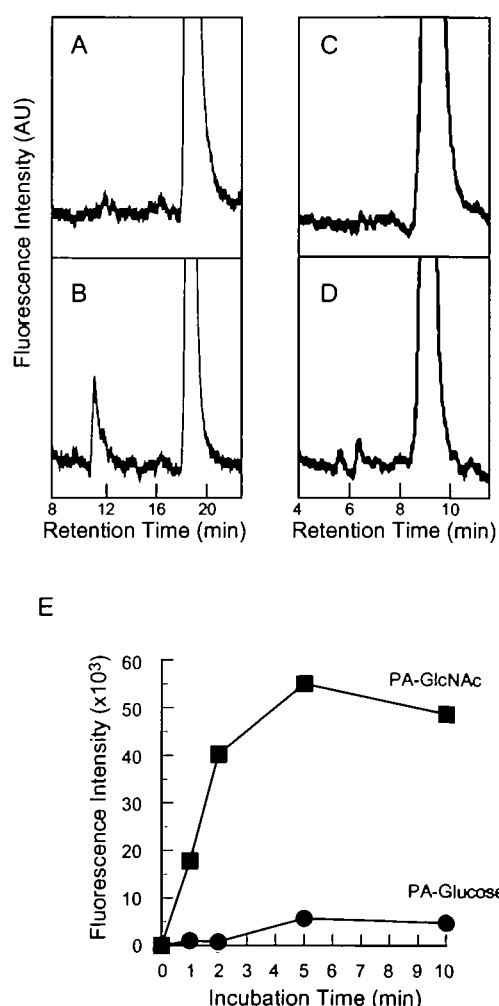 A
C
Fluorescence Intensity (AU)
B
D
8 12 16 20
4 6 8 10
Retention Time (min)
Retention Time (min)
E
Fluorescence Intensity (x10³)
60
50
40
30
20
10
0
PA-GlcNAc
PA-Glucose
0 1 2 3 4 5 6 7 8 9 10
Incubation Time (min)